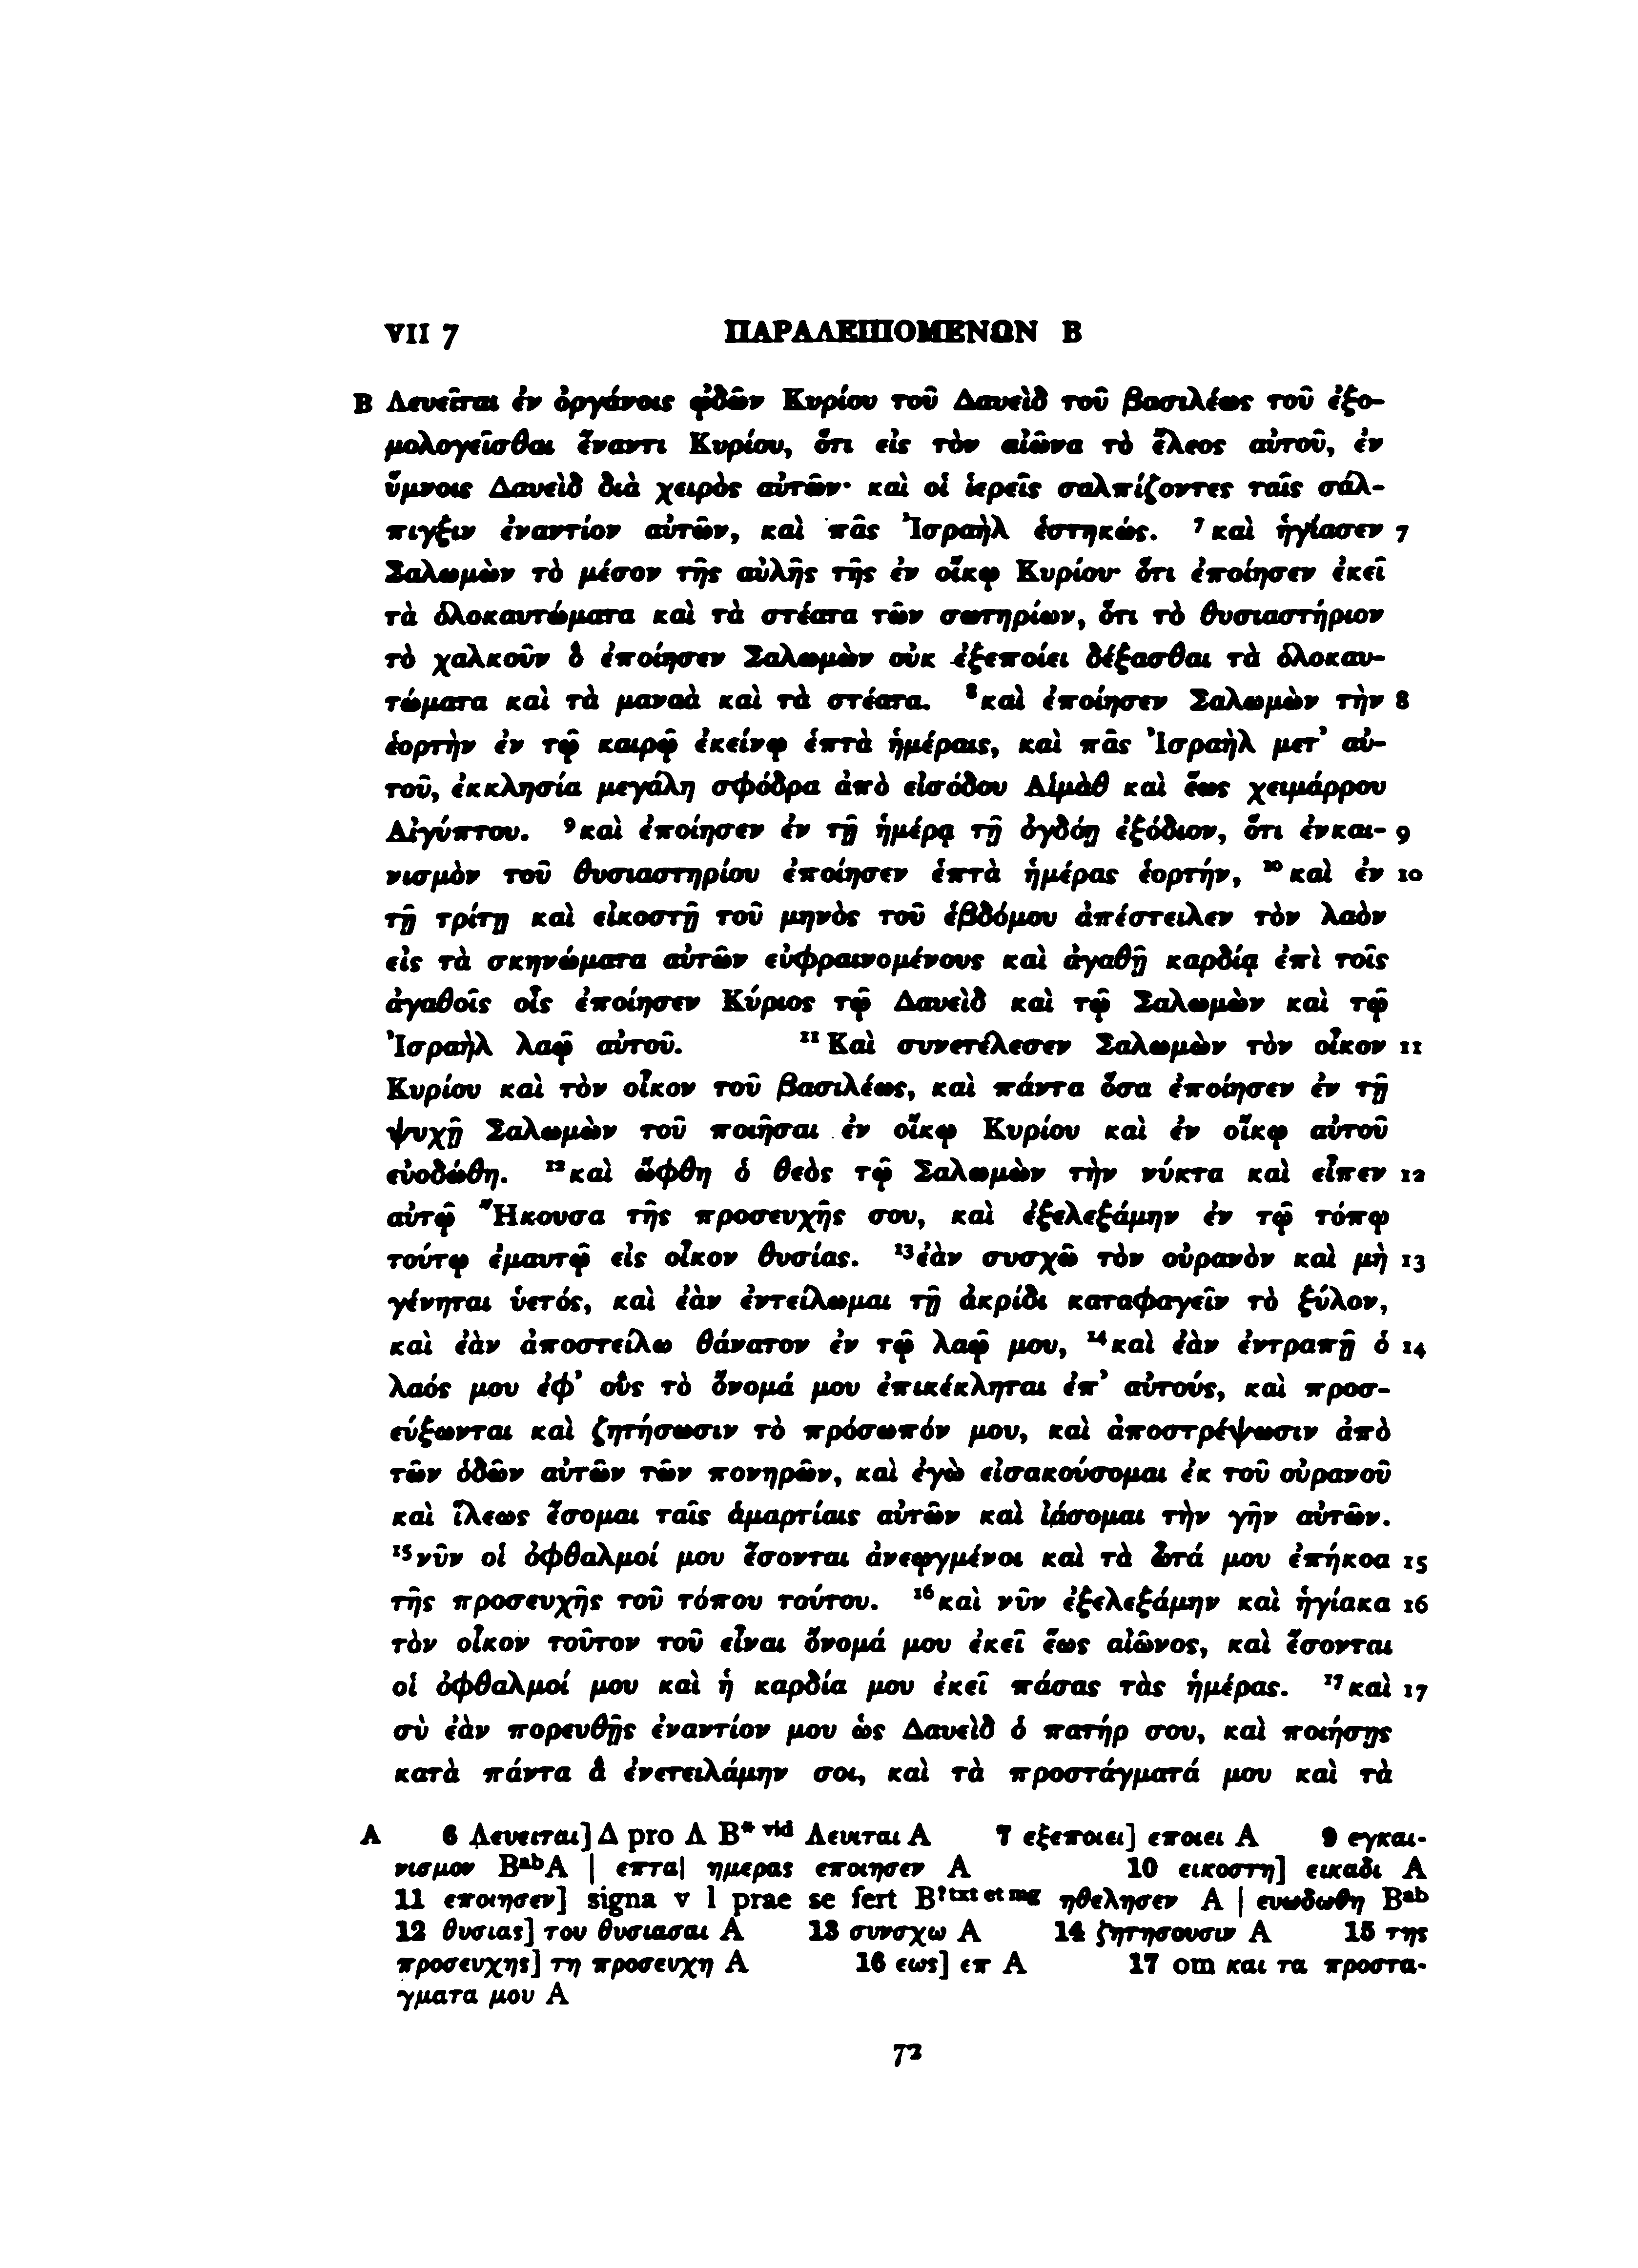 VII 7 ΠΑΡΑΛΕΙΠΟΜΕΝΩΝ Β
B Λευεῖται ἐν ὀργάνοις ᾠδῶν Κυρίου τοῦ Δαυεὶδ τοῦ βασιλέως τοῦ ἐξο-
μολογεῖσθαι ἔναντι Κυρίου, ὅτι εἰς τὸν αἰῶνα τὸ ἔλεος αὐτοῦ, ἐν
ὕμνοις Δαυεὶδ διὰ χειρὸς αὐτῶν· καὶ οἱ ἱερεῖς σαλπίζοντες ταῖς σάλ-
πιγξιν ἐναντίον αὐτῶν, καὶ πᾶς Ἰσραὴλ ἑστηκώς. ⁷καὶ ἡγίασεν 7
Σαλωμὼν τὸ μέσον τῆς αὐλῆς τῆς ἐν οἴκῳ Κυρίου· ὅτι ἐποίησεν ἐκεῖ
τὰ ὁλοκαυτώματα καὶ τὰ στέατα τῶν σωτηρίων, ὅτι τὸ θυσιαστήριον
τὸ χαλκοῦν ὃ ἐποίησεν Σαλωμὼν οὐκ ἐξεποίει δέξασθαι τὰ ὁλοκαυ-
τώματα καὶ τὰ μαναὰ καὶ τὰ στέατα. ⁸καὶ ἐποίησεν Σαλωμὼν τὴν 8
ἑορτὴν ἐν τῷ καιρῷ ἐκείνῳ ἑπτὰ ἡμέραις, καὶ πᾶς Ἰσραὴλ μετ’ αὐ-
τοῦ, ἐκκλησία μεγάλη σφόδρα ἀπὸ εἰσόδου Αἱμὰθ καὶ ἕως χειμάρρου
Αἰγύπτου. ⁹καὶ ἐποίησεν ἐν τῇ ἡμέρᾳ τῇ ὀγδόῃ ἐξόδιον, ὅτι ἐνκαι- 9
νισμὸν τοῦ θυσιαστηρίου ἐποίησεν ἑπτὰ ἡμέρας ἑορτήν, ¹⁰καὶ ἐν 10
τῇ τρίτῃ καὶ εἰκοστῇ τοῦ μηνὸς τοῦ ἑβδόμου ἀπέστειλεν τὸν λαὸν
εἰς τὰ σκηνώματα αὐτῶν εὐφραινομένους καὶ ἀγαθῇ καρδίᾳ ἐπὶ τοῖς
ἀγαθοῖς οἷς ἐποίησεν Κύριος τῷ Δαυεὶδ καὶ τῷ Σαλωμὼν καὶ τῷ
Ἰσραὴλ λαῷ αὐτοῦ. ¹¹Καὶ συνετέλεσεν Σαλωμὼν τὸν οἶκον 11
Κυρίου καὶ τὸν οἶκον τοῦ βασιλέως, καὶ πάντα ὅσα ἐποίησεν ἐν τῇ
ψυχῇ Σαλωμὼν τοῦ ποιῆσαι ἐν οἴκῳ Κυρίου καὶ ἐν οἴκῳ αὐτοῦ
εὐοδώθη. ¹²καὶ ὤφθη ὁ θεὸς τῷ Σαλωμὼν τὴν νύκτα καὶ εἶπεν 12
αὐτῷ Ἤκουσα τῆς προσευχῆς σου, καὶ ἐξελεξάμην ἐν τῷ τόπῳ
τούτῳ ἐμαυτῷ εἰς οἶκον θυσίας. ¹³ἐὰν συσχῶ τὸν οὐρανὸν καὶ μὴ 13
γένηται ὑετός, καὶ ἐὰν ἐντείλωμαι τῇ ἀκρίδι καταφαγεῖν τὸ ξύλον,
καὶ ἐὰν ἀποστείλω θάνατον ἐν τῷ λαῷ μου, ¹⁴καὶ ἐὰν ἐντραπῇ ὁ 14
λαός μου ἐφ’ οὓς τὸ ὄνομά μου ἐπικέκληται ἐπ’ αὐτούς, καὶ προσ-
εύξωνται καὶ ζητήσωσιν τὸ πρόσωπόν μου, καὶ ἀποστρέψωσιν ἀπὸ
τῶν ὁδῶν αὐτῶν τῶν πονηρῶν, καὶ ἐγὼ εἰσακούσομαι ἐκ τοῦ οὐρανοῦ
καὶ ἵλεως ἔσομαι ταῖς ἁμαρτίαις αὐτῶν καὶ ἰάσομαι τὴν γῆν αὐτῶν.
¹⁵νῦν οἱ ὀφθαλμοί μου ἔσονται ἀνεῳγμένοι καὶ τὰ ὦτά μου ἐπήκοα 15
τῆς προσευχῆς τοῦ τόπου τούτου. ¹⁶καὶ νῦν ἐξελεξάμην καὶ ἡγίακα 16
τὸν οἶκον τοῦτον τοῦ εἶναι ὄνομά μου ἐκεῖ ἕως αἰῶνος, καὶ ἔσονται
οἱ ὀφθαλμοί μου καὶ ἡ καρδία μου ἐκεῖ πάσας τὰς ἡμέρας. ¹⁷καὶ 17
σὺ ἐὰν πορευθῇς ἐναντίον μου ὡς Δαυεὶδ ὁ πατήρ σου, καὶ ποιήσῃς
κατὰ πάντα ἃ ἐνετειλάμην σοι, καὶ τὰ προστάγματά μου καὶ τὰ
A 6 Λευειται] Δ pro Λ B* ᵛⁱᵈ Λευιται A 7 εξεποιει] εποιει A 9 εγκαι-
νισμον BᵃᵇA | επτα| ημερας εποιησεν A 10 εικοστη] εικαδι A
11 εποιησεν] signa v l prae se fert B?ᵗˣᵗ ᵉᵗ ᵐᵍ ηθελησεν A | ευωδωθη Bᵃᵇ
12 θυσιας] του θυσιασαι A 13 συνσχω A 14 ζητησουσιν A 15 της
προσευχης] τη προσευχη A 16 εως] επ A 17 om και τα προστα-
γματα μου A
72